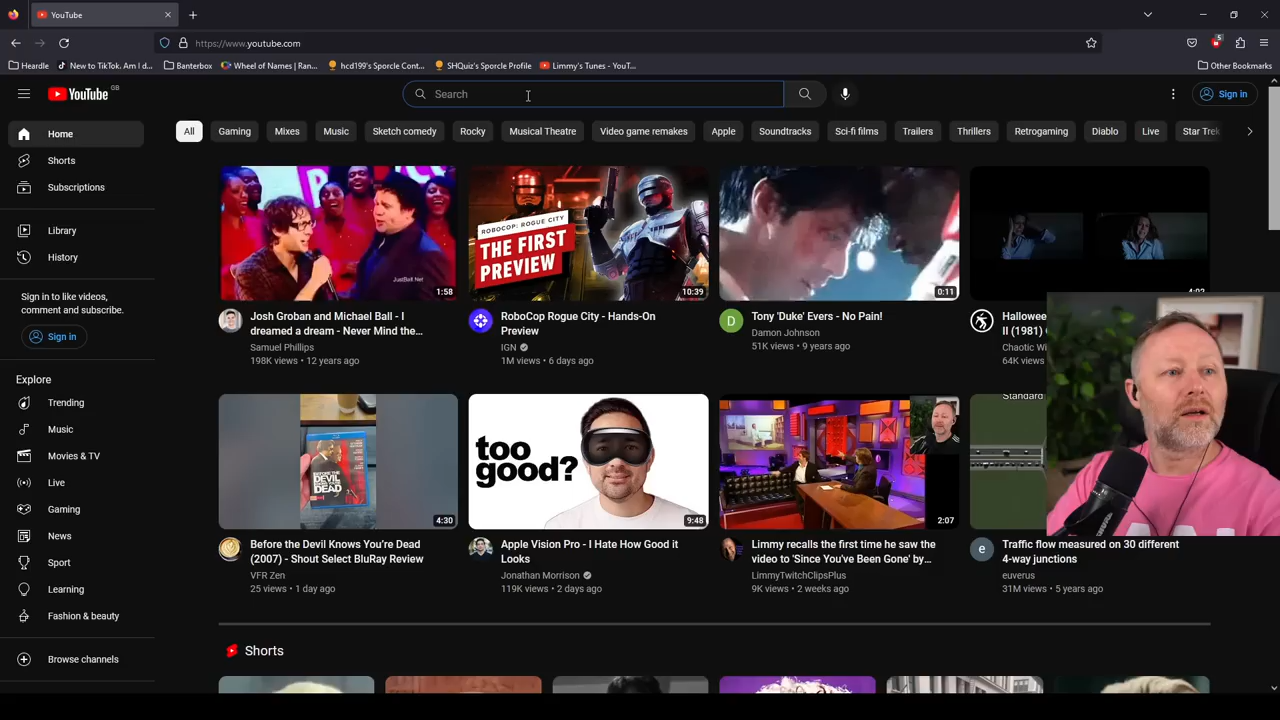 YouTube
https://www.youtube.com
5
Heardle
New to TikTok. Am I d...
Banterbox
Wheel of Names | Ran...
hcd199's Sporcle Cont...
SHQuiz's Sporcle Profile
Limmy's Tunes - YouT...
Other Bookmarks
YouTube GB
Search
Sign in
All
Gaming
Mixes
Music
Sketch comedy
Rocky
Musical Theatre
Video game remakes
Apple
Soundtracks
Sci-fi films
Trailers
Thrillers
Retrogaming
Diablo
Live
Star Trek
Home
Shorts
Subscriptions
Library
History
Sign in to like videos,
comment and subscribe.
Sign in
Explore
Trending
Music
Movies & TV
Live
Gaming
News
Sport
Learning
Fashion & beauty
Browse channels
JustBall.Net
1:58
Josh Groban and Michael Ball - I
dreamed a dream - Never Mind the...
Samuel Phillips
198K views • 12 years ago
ROBOCOP: ROGUE CITY
THE FIRST
PREVIEW
10:39
RoboCop Rogue City - Hands-On
Preview
IGN
1M views • 6 days ago
0:11
D
Tony 'Duke' Evers - No Pain!
Damon Johnson
51K views • 9 years ago
Hallowee
II (1981)
Chaotic Wi
64K views
4:30
Before the Devil Knows You're Dead
(2007) - Shout Select BluRay Review
VFR Zen
25 views • 1 day ago
too
good?
9:48
Apple Vision Pro - I Hate How Good it
Looks
Jonathan Morrison
119K views • 2 days ago
2:07
Limmy recalls the first time he saw the
video to 'Since You've Been Gone' by...
LimmyTwitchClipsPlus
9K views • 2 weeks ago
Standard
e
Traffic flow measured on 30 different
4-way junctions
euverus
31M views • 5 years ago
Shorts